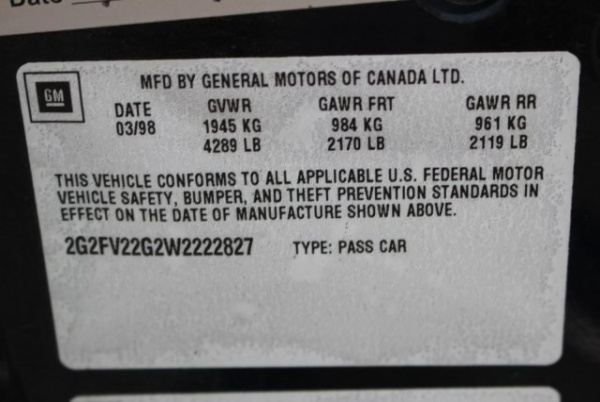 Date
GM
MFD BY GENERAL MOTORS OF CANADA LTD.
DATE GVWR GAWR FRT GAWR RR
03/98 1945 KG 984 KG 961 KG
4289 LB 2170 LB 2119 LB
THIS VEHICLE CONFORMS TO ALL APPLICABLE U.S. FEDERAL MOTOR
VEHICLE SAFETY, BUMPER, AND THEFT PREVENTION STANDARDS IN
EFFECT ON THE DATE OF MANUFACTURE SHOWN ABOVE.
2G2FV22G2W2222827 TYPE: PASS CAR